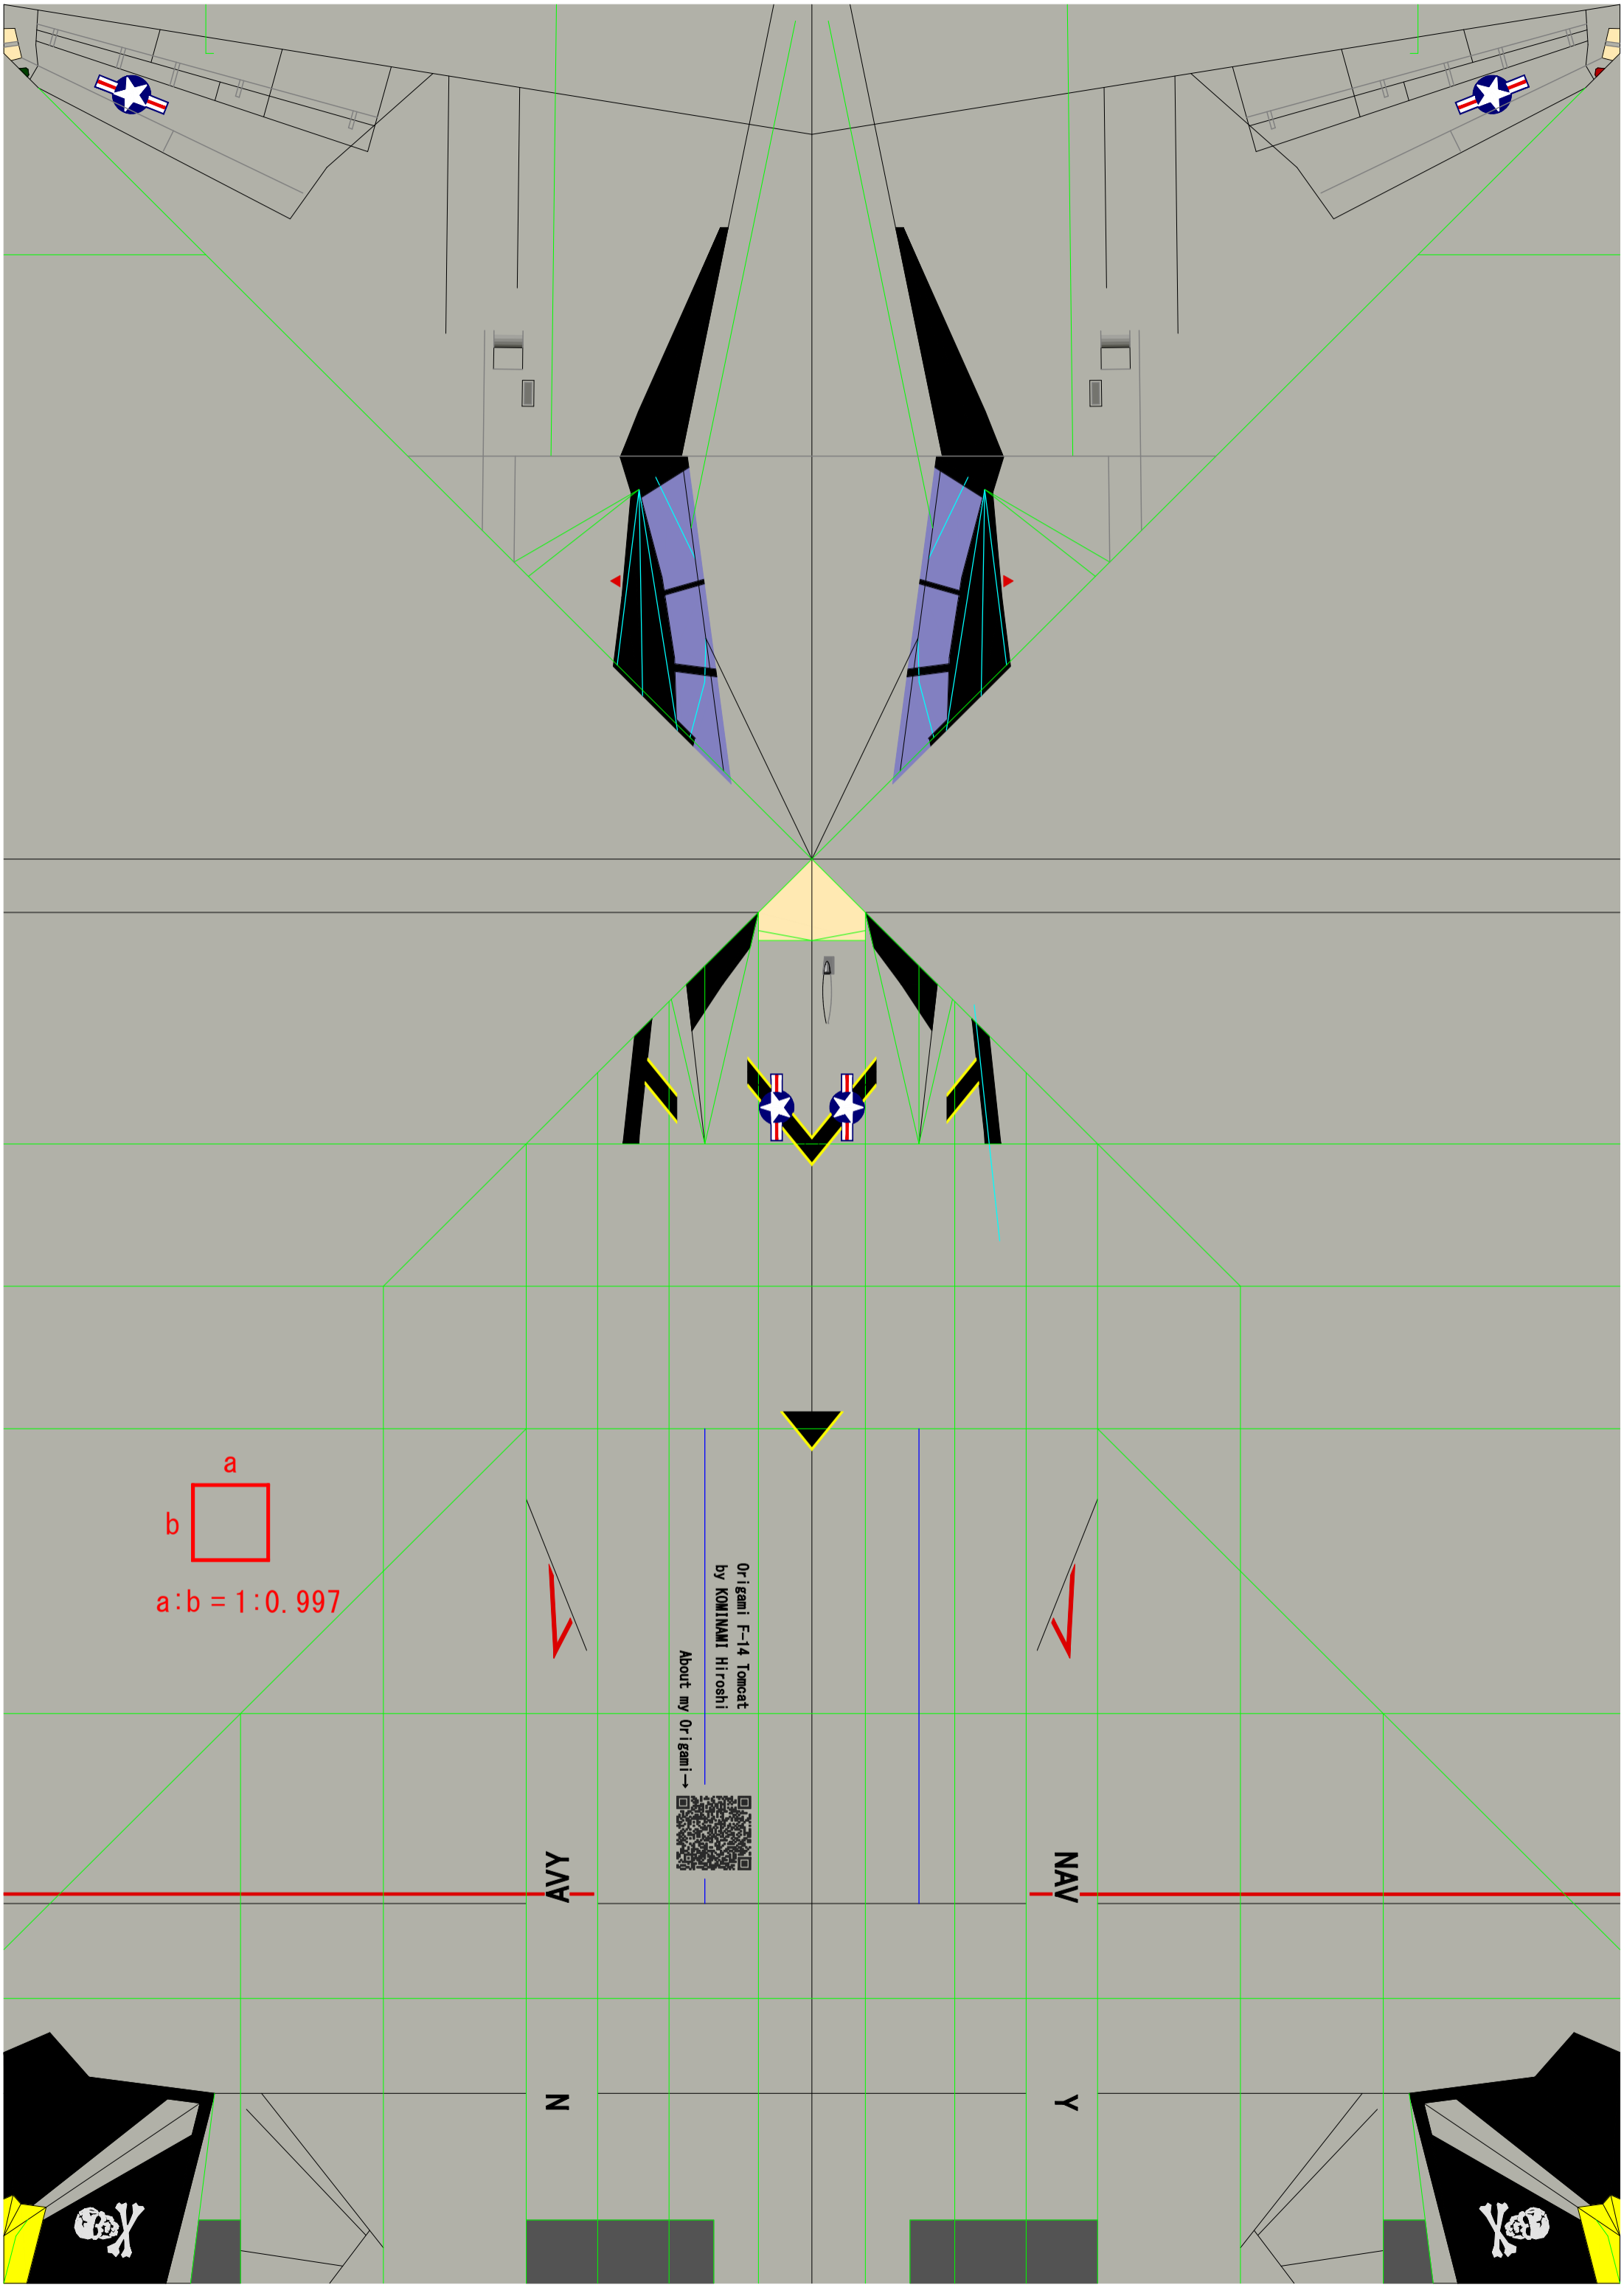 a
b
a:b = 1:0.997
Origami F-14 Tomcat
by KOMINAMI Hiroshi
About my Origami→
AVY
NAV
N
Y